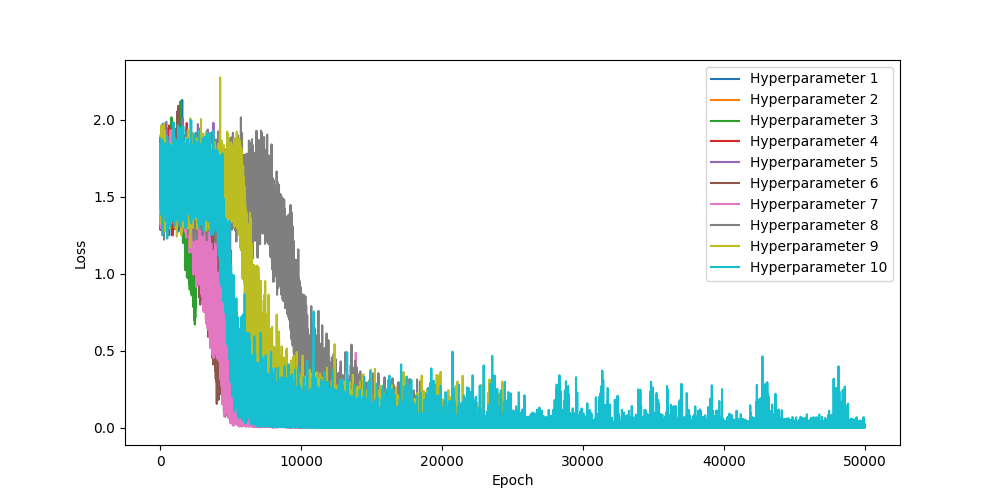 Hyperparameter 1
Hyperparameter 2
Hyperparameter 3
Hyperparameter 4
Hyperparameter 5
Hyperparameter 6
Hyperparameter 7
Hyperparameter 8
Hyperparameter 9
Hyperparameter 10
2.0
1.5
1.0
0.5
0.0
Loss
0 10000 20000 30000 40000 50000
Epoch